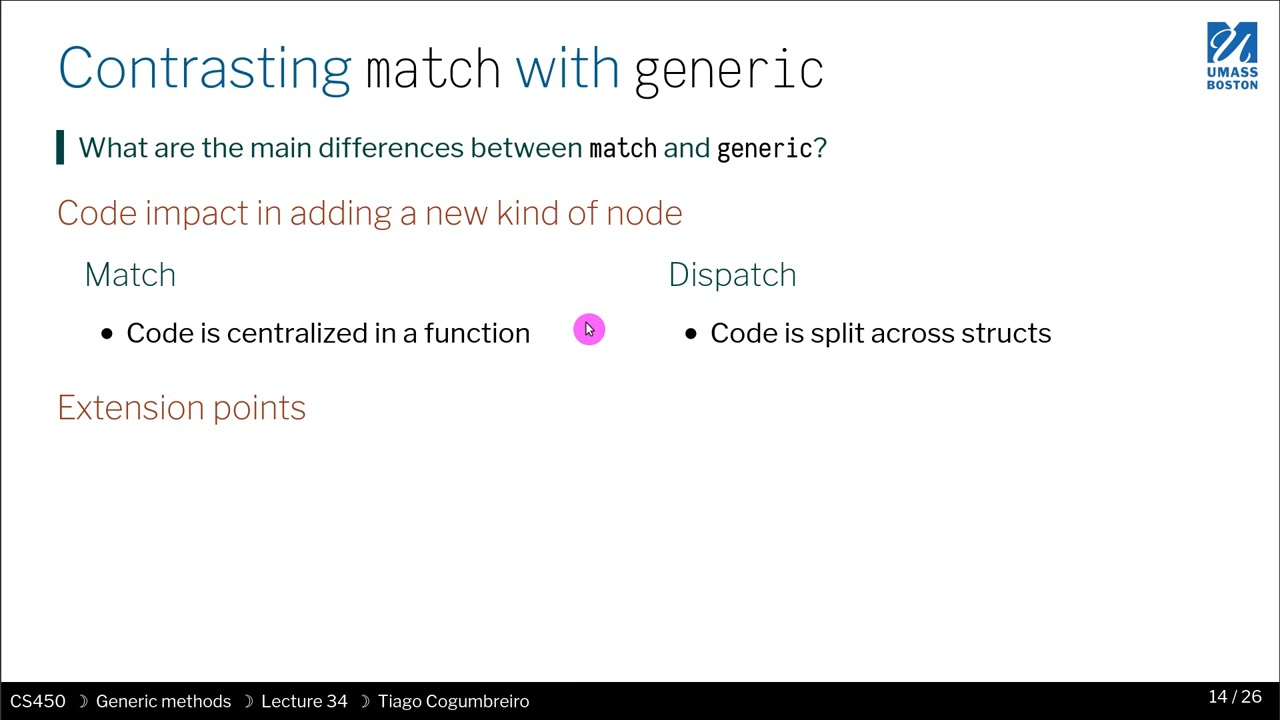 Contrasting match with generic
UMASS
BOSTON
What are the main differences between match and generic?
Code impact in adding a new kind of node
Match
Dispatch
• Code is centralized in a function
• Code is split across structs
Extension points
CS450 ☽ Generic methods ☽ Lecture 34 ☽ Tiago Cogumbreiro
14 / 26